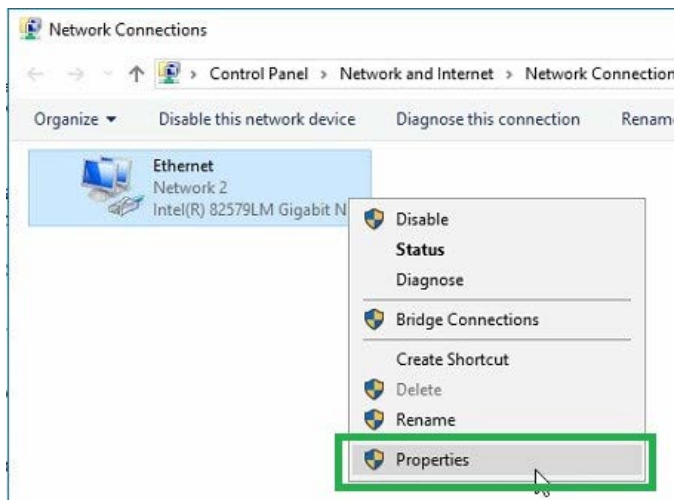 Network Connections
Control Panel > Network and Internet > Network Connection
Organize Disable this network device Diagnose this connection Renam
Ethernet
Network 2
Intel(R) 82579LM Gigabit N
Disable
Status
Diagnose
Bridge Connections
Create Shortcut
Delete
Rename
Properties